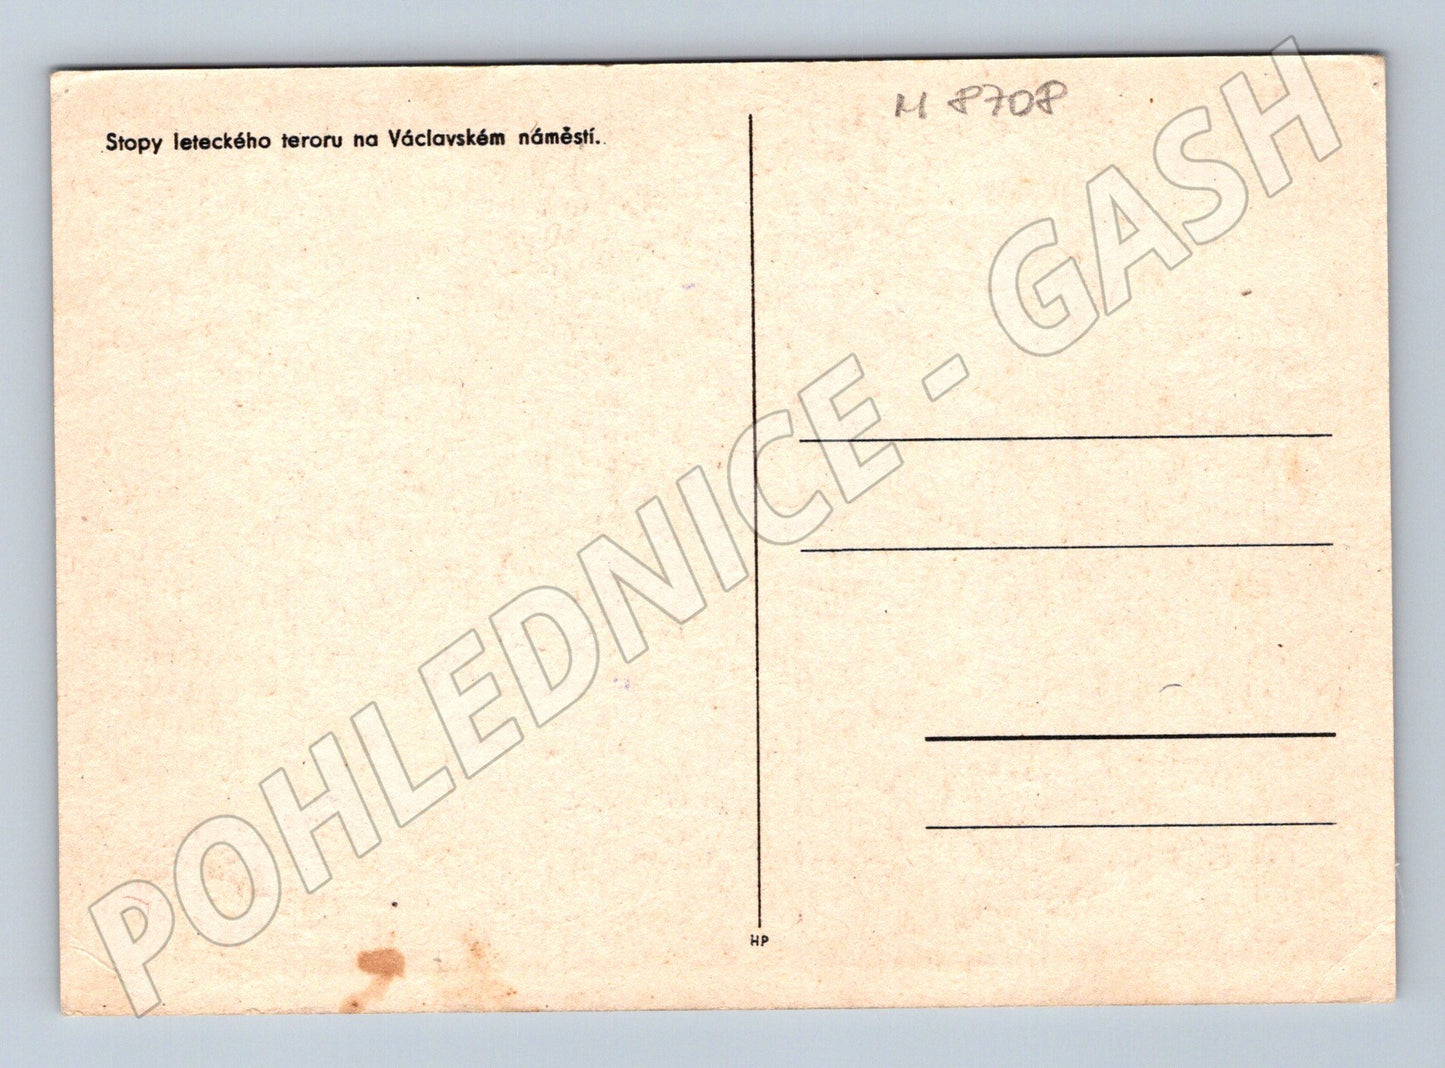 Stopy leteckého teroru na Václavském náměstí.
M 8708
POHLEDNICE - GASH
HP